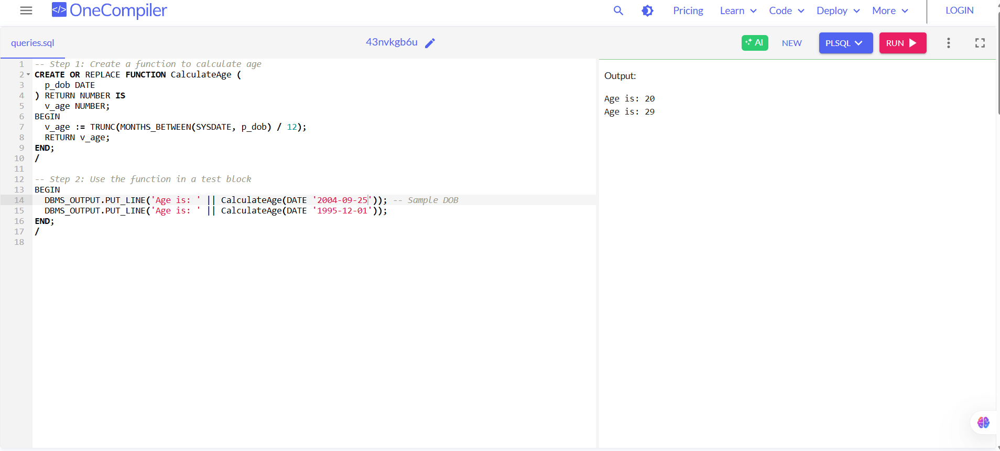 </> OneCompiler
Pricing Learn Code Deploy More LOGIN
queries.sql 43nvkgb6u AI NEW PLSQL RUN
1 -- Step 1: Create a function to calculate age
2 CREATE OR REPLACE FUNCTION CalculateAge (
3   p_dob DATE
4 ) RETURN NUMBER IS
5   v_age NUMBER;
6 BEGIN
7   v_age := TRUNC(MONTHS_BETWEEN(SYSDATE, p_dob) / 12);
8   RETURN v_age;
9 END;
10 /
11
12 -- Step 2: Use the function in a test block
13 BEGIN
14   DBMS_OUTPUT.PUT_LINE('Age is: ' || CalculateAge(DATE '2004-09-25')); -- Sample DOB
15   DBMS_OUTPUT.PUT_LINE('Age is: ' || CalculateAge(DATE '1995-12-01'));
16 END;
17 /
18
Output:
Age is: 20
Age is: 29